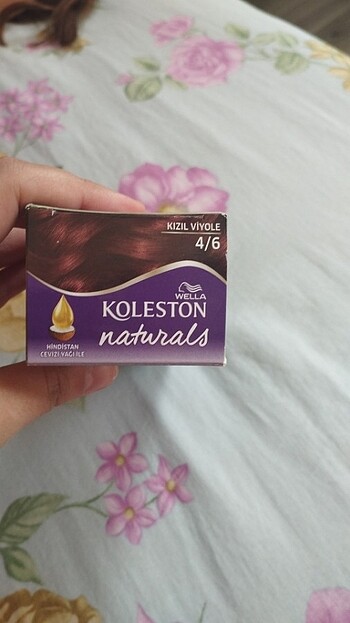 KIZIL VİYOLE
4/6
WELLA
KOLESTON
naturals
HİNDİSTAN
CEVİZİ YAĞI İLE